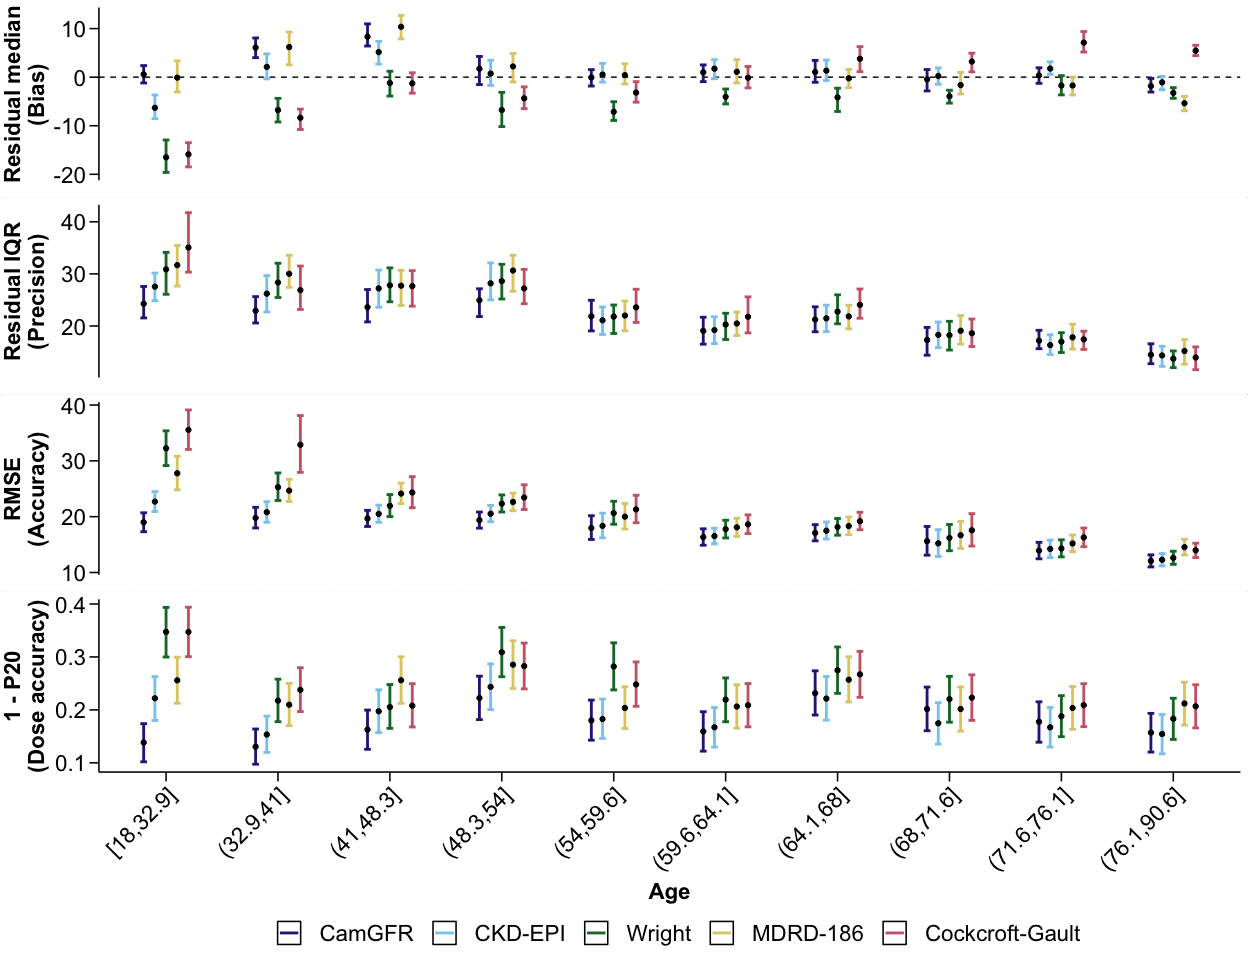 Residual median
(Bias)
10
0
-10
-20
Residual IQR
(Precision)
40
30
20
RMSE
(Accuracy)
40
30
20
10
1 - P20
(Dose accuracy)
0.4
0.3
0.2
0.1
[18,32.9]
(32.9,41]
(41,48.3]
(48.3,54]
(54,59.6]
(59.6,64.1]
(64.1,68]
(68,71.6]
(71.6,76.1]
(76.1,90.6]
Age
CamGFR
CKD-EPI
Wright
MDRD-186
Cockcroft-Gault